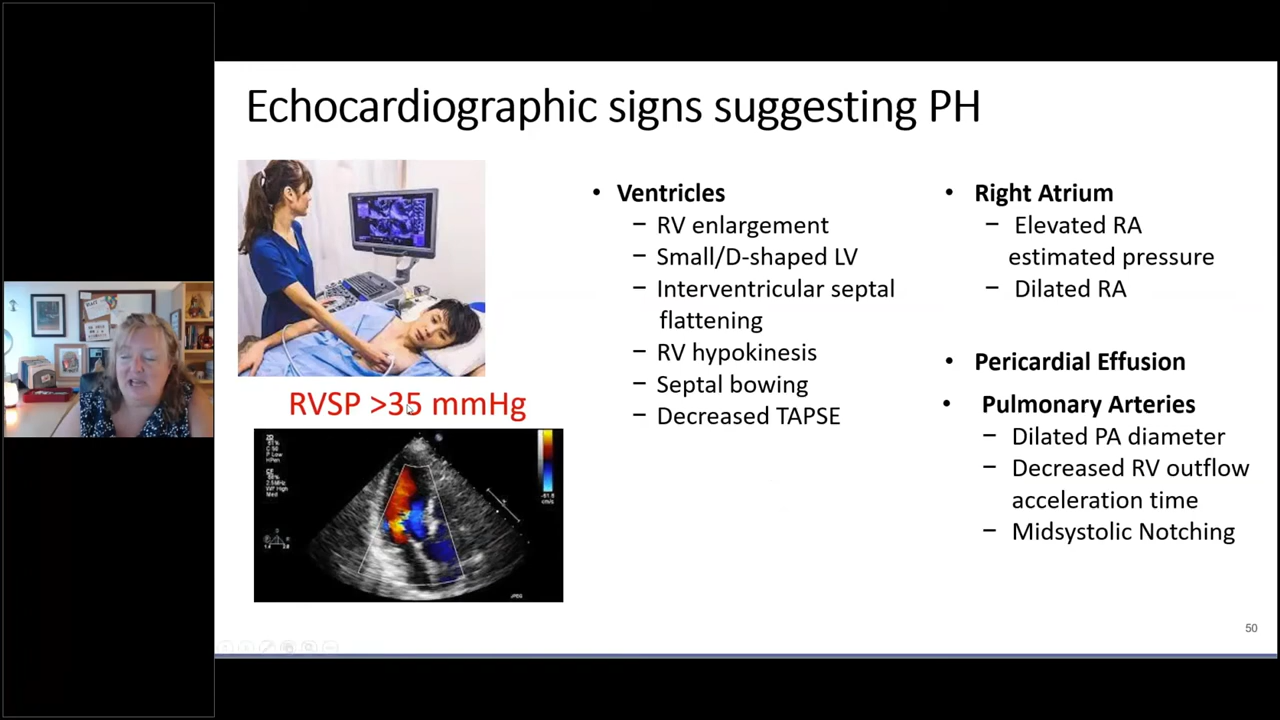 Echocardiographic signs suggesting PH
RVSP >35 mmHg
• Ventricles
− RV enlargement
− Small/D-shaped LV
− Interventricular septal
flattening
− RV hypokinesis
− Septal bowing
− Decreased TAPSE
• Right Atrium
− Elevated RA
estimated pressure
− Dilated RA
• Pericardial Effusion
• Pulmonary Arteries
− Dilated PA diameter
− Decreased RV outflow
acceleration time
− Midsystolic Notching
JPEG
50